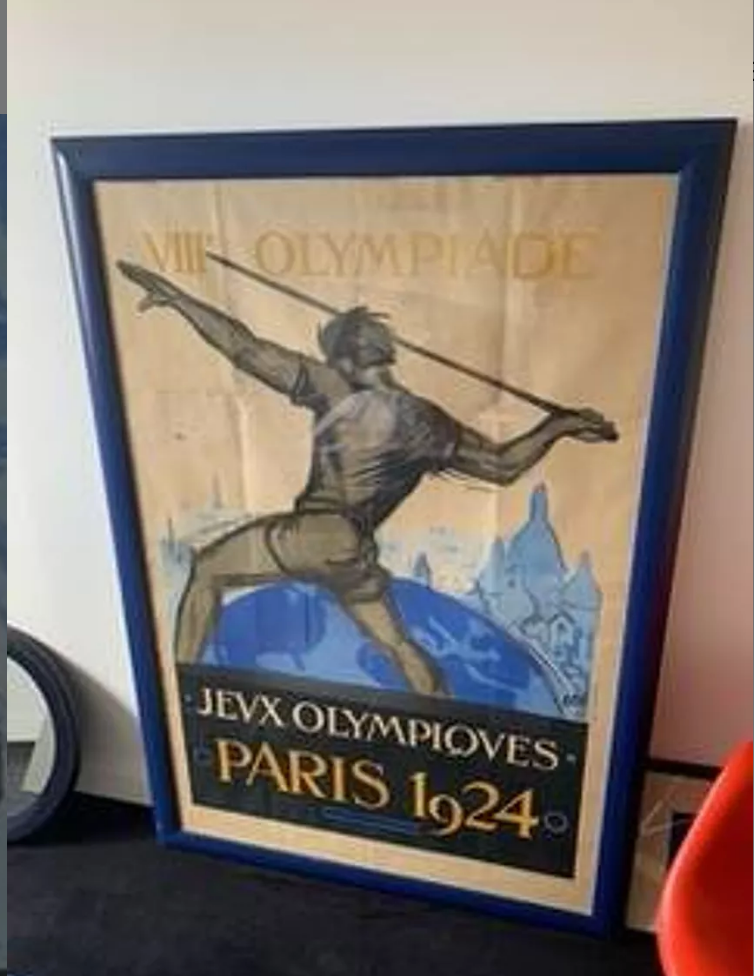 VIIIᵉ OLYMPIADE
JEVX OLYMPIQVES
PARIS 1924